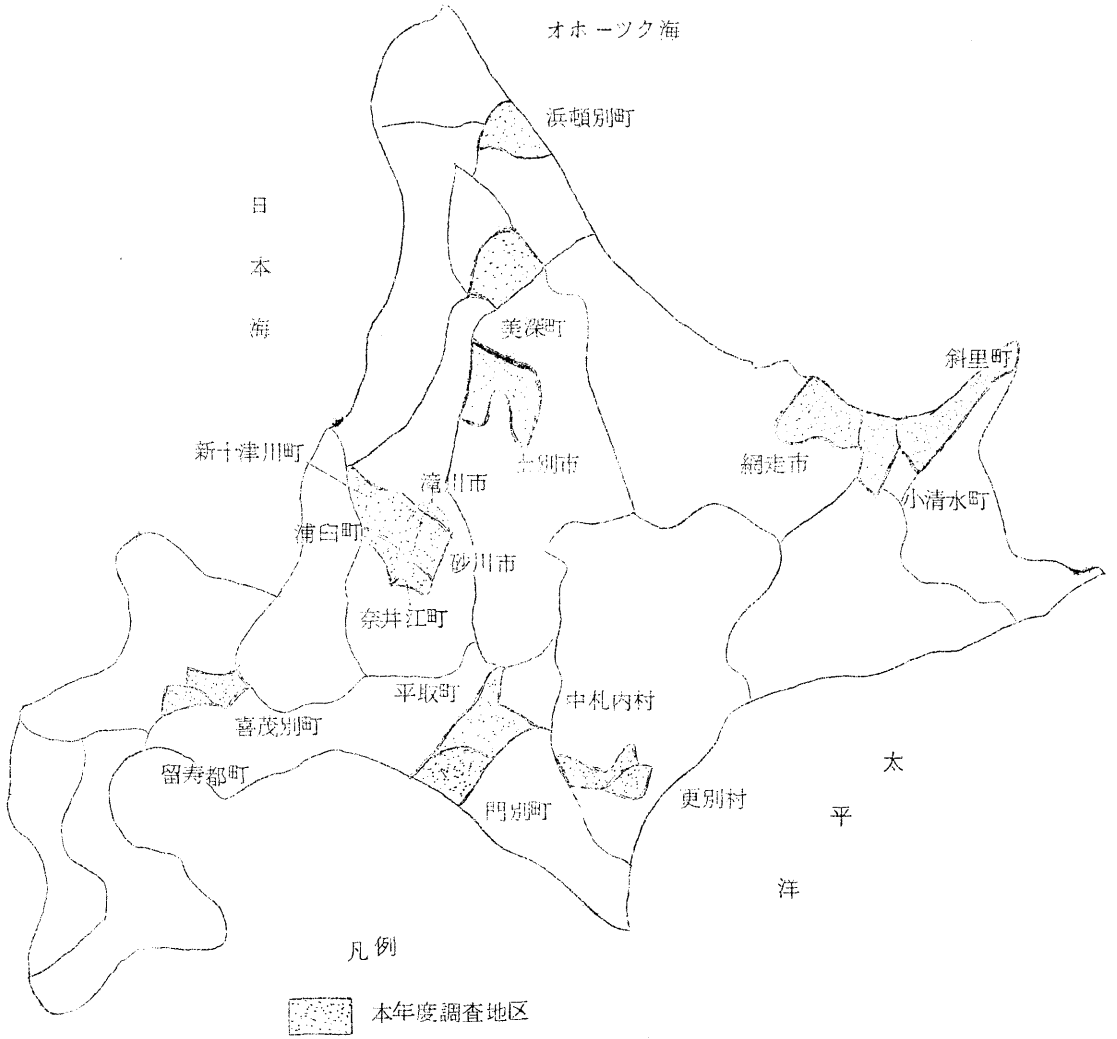 オホーツク海
浜頓別町
日本海
美深町
斜里町
新十津川町
滝川市
士別市
網走市
小清水町
浦臼町
砂川市
奈井江町
平取町
中札内村
喜茂別町
留寿都町
門別町
更別村
太平洋
凡例
本年度調査地区